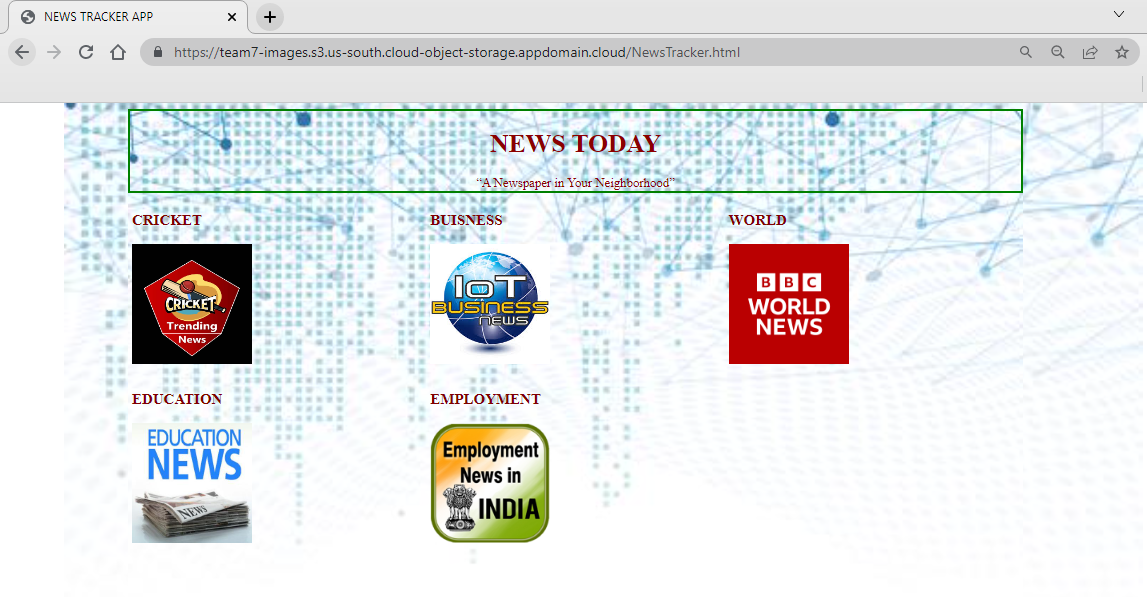 NEWS TRACKER APP
https://team7-images.s3.us-south.cloud-object-storage.appdomain.cloud/NewsTracker.html
NEWS TODAY
“A Newspaper in Your Neighborhood”
CRICKET
BUISNESS
WORLD
CRICKET
Trending
News
IoT
BUSINESS
NEWS
BBC
WORLD
NEWS
EDUCATION
EMPLOYMENT
EDUCATION
NEWS
NEWS
Employment
News in
INDIA